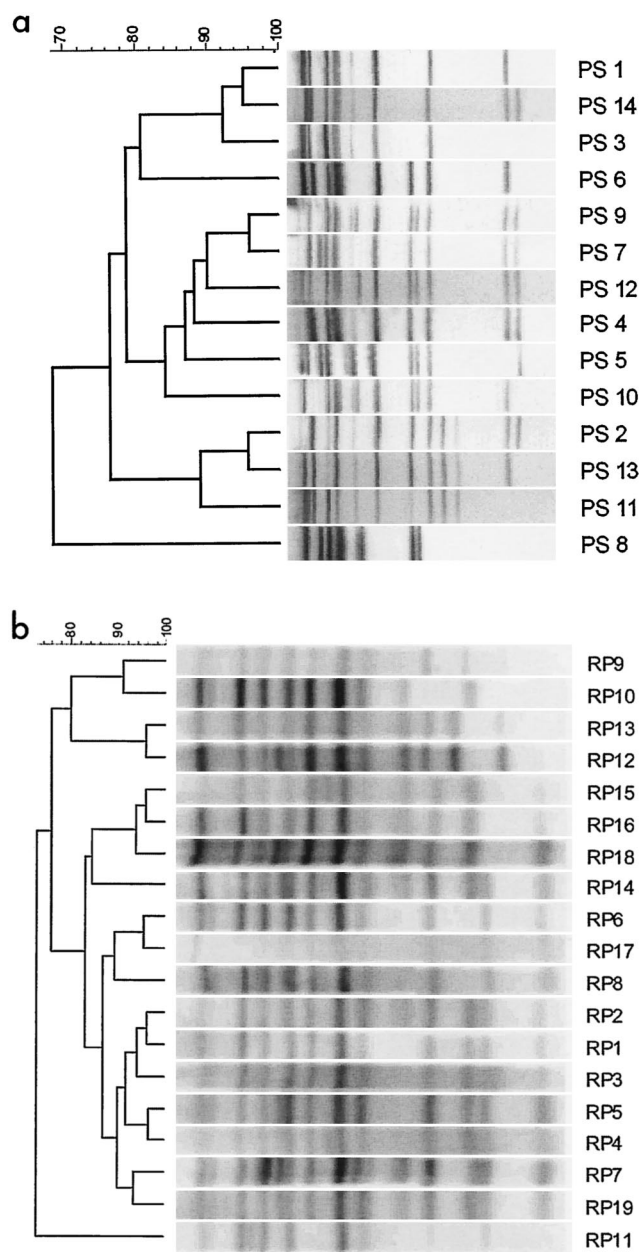 a
70 80 90 100
PS 1
PS 14
PS 3
PS 6
PS 9
PS 7
PS 12
PS 4
PS 5
PS 10
PS 2
PS 13
PS 11
PS 8
b
80 90 100
RP9
RP10
RP13
RP12
RP15
RP16
RP18
RP14
RP6
RP17
RP8
RP2
RP1
RP3
RP5
RP4
RP7
RP19
RP11